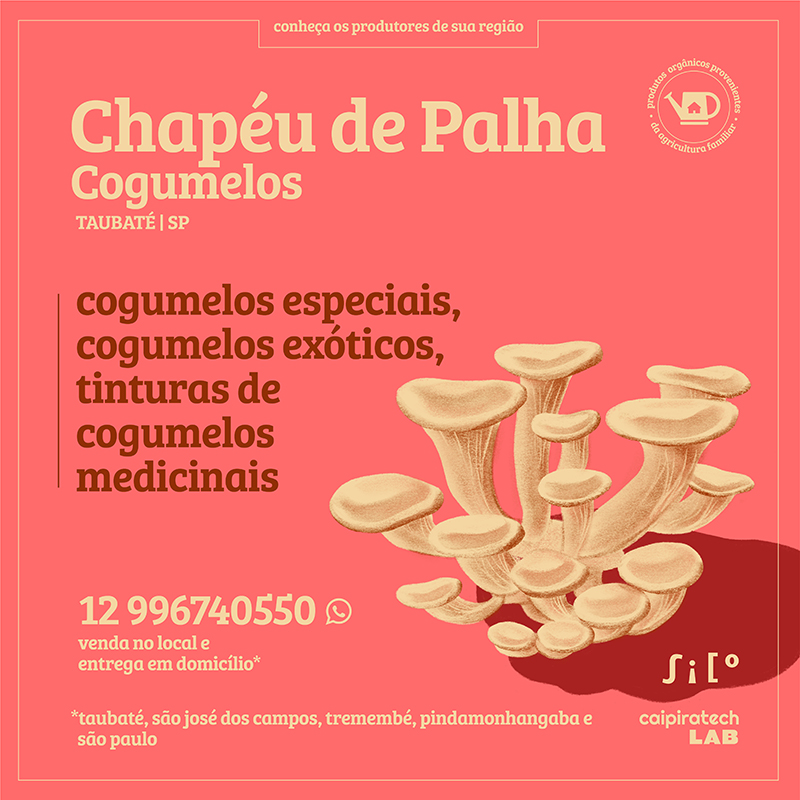 conheça os produtores de sua região
produtos orgânicos provenientes
da agricultura familiar
Chapéu de Palha
Cogumelos
TAUBATÉ | SP
cogumelos especiais,
cogumelos exóticos,
tinturas de
cogumelos
medicinais
12 996740550
venda no local e
entrega em domicílio*
silo
*taubaté, são josé dos campos, tremembé, pindamonhangaba e
são paulo
caipiratech
LAB